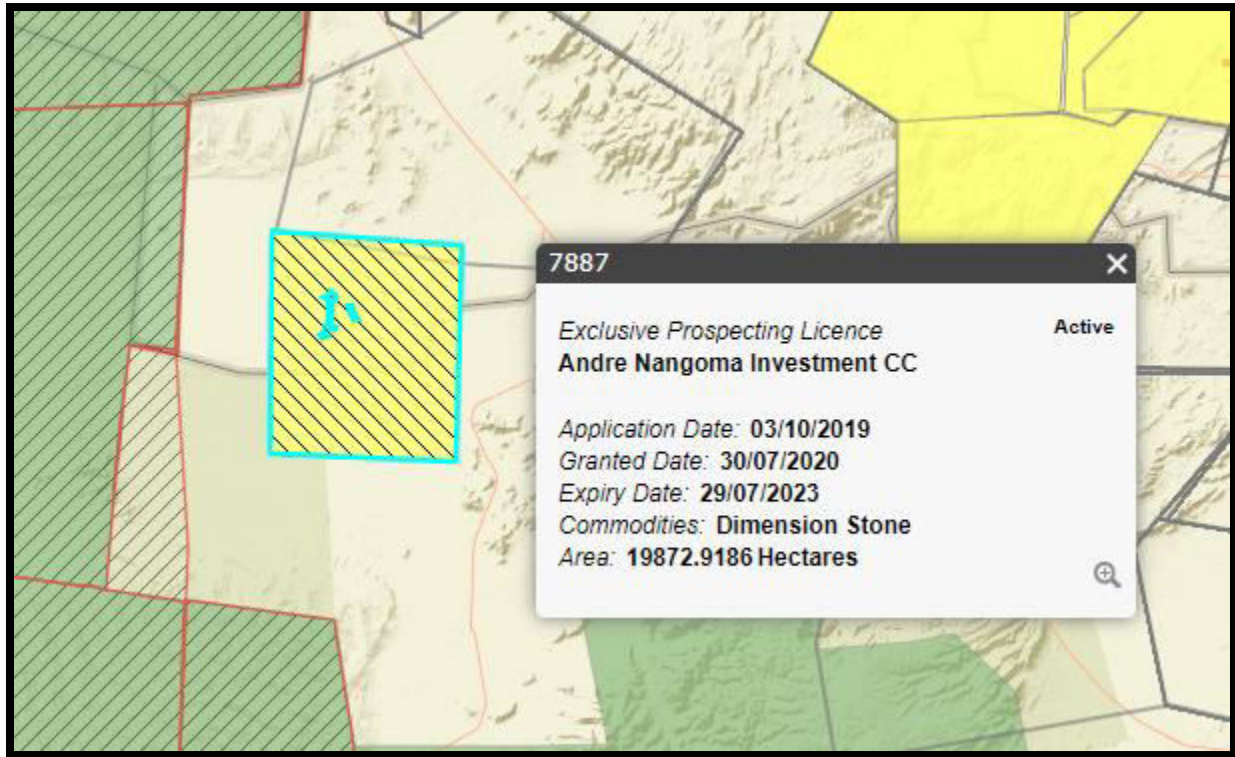 7887
Exclusive Prospecting Licence Active
Andre Nangoma Investment CC
Application Date: 03/10/2019
Granted Date: 30/07/2020
Expiry Date: 29/07/2023
Commodities: Dimension Stone
Area: 19872.9186 Hectares